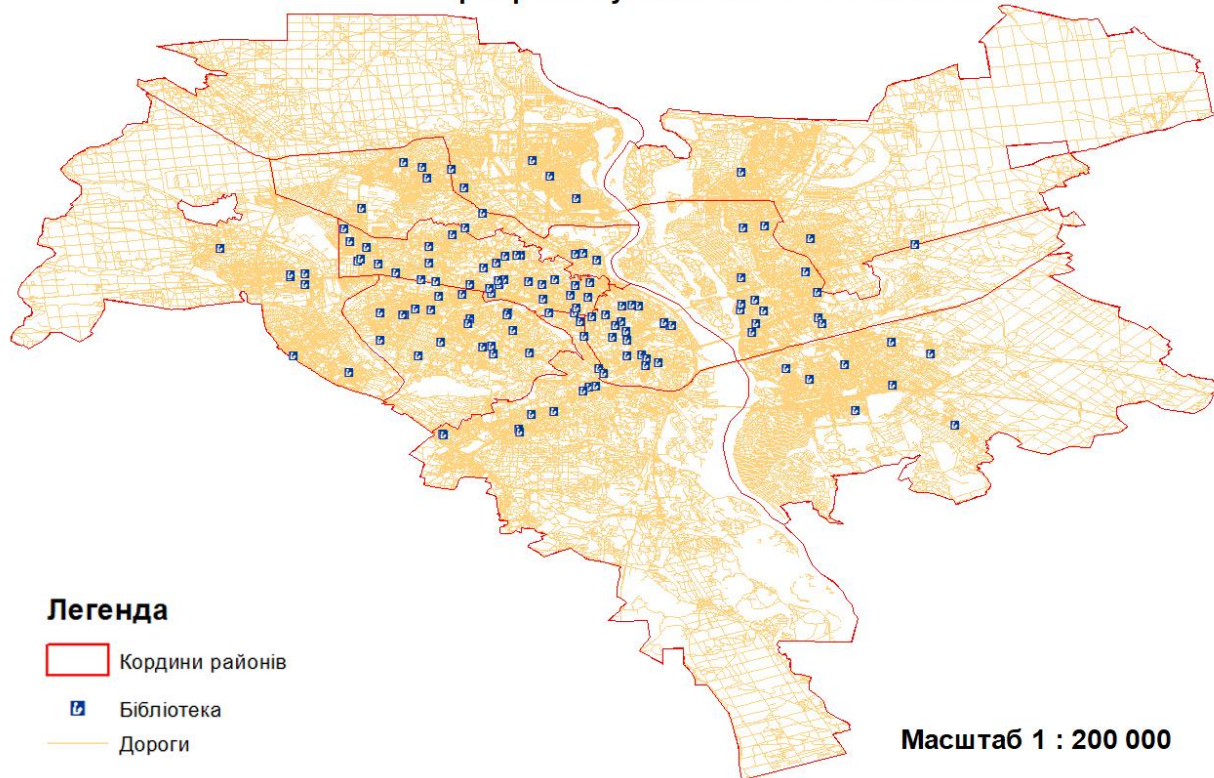 Легенда
Кордини районів
Бібліотека
Дороги
Масштаб 1 : 200 000